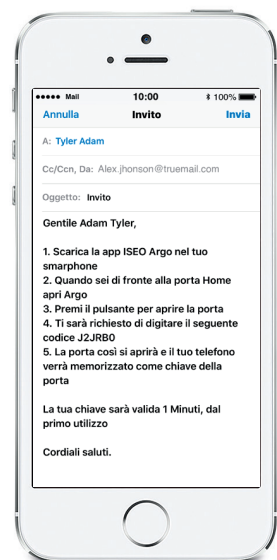 ●●●●● Mail 10:00 100%
Annulla Invito Invia
A: Tyler Adam
Cc/Ccn, Da: Alex.jhonson@truemail.com
Oggetto: Invito
Gentile Adam Tyler,
1. Scarica la app ISEO Argo nel tuo
smarphone
2. Quando sei di fronte alla porta Home
apri Argo
3. Premi il pulsante per aprire la porta
4. Ti sarà richiesto di digitare il seguente
codice J2JRB0
5. La porta così si aprirà e il tuo telefono
verrà memorizzato come chiave della
porta
La tua chiave sarà valida 1 Minuti, dal
primo utilizzo
Cordiali saluti.